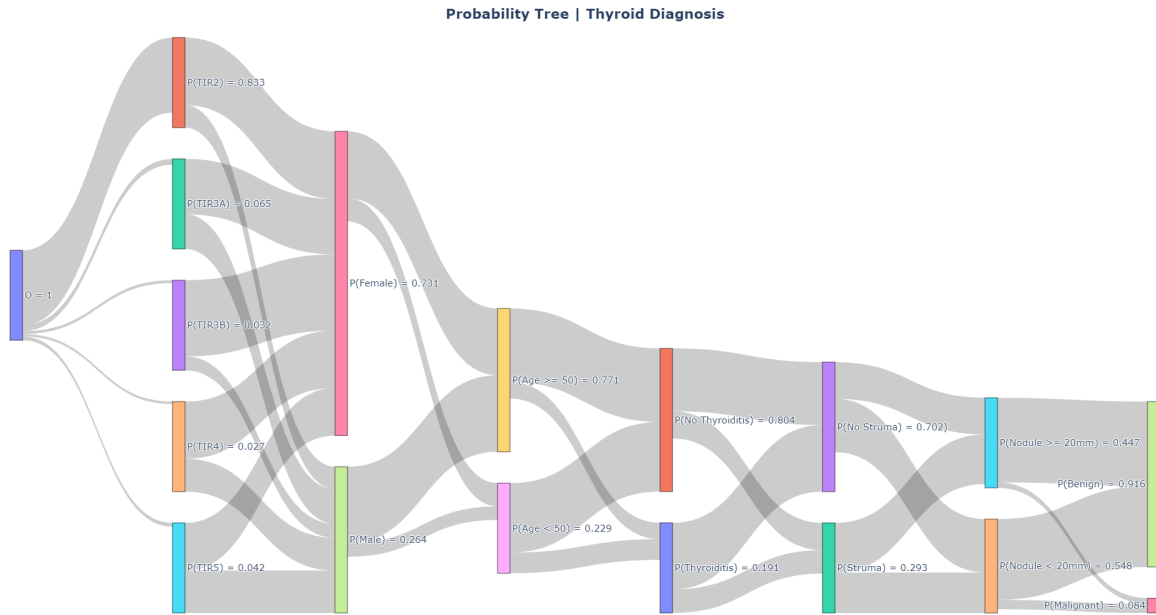 Probability Tree | Thyroid Diagnosis
O = 1
P(TIR2) = 0.833
P(TIR3A) = 0.065
P(TIR3B) = 0.032
P(TIR4) = 0.027
P(TIR5) = 0.042
P(Female) = 0.731
P(Male) = 0.264
P(Age >= 50) = 0.771
P(Age < 50) = 0.229
P(No Thyroiditis) = 0.804
P(Thyroiditis) = 0.191
P(No Struma) = 0.702)
P(Struma) = 0.293
P(Nodule >= 20mm) = 0.447
P(Nodule < 20mm) = 0.548
P(Benign) = 0.916
P(Malignant) = 0.084